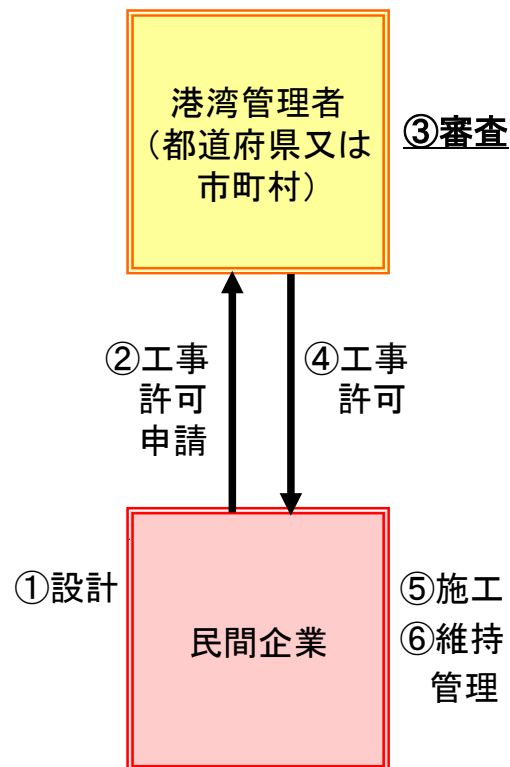 港湾管理者
（都道府県又は
市町村）
③審査
②工事
許可
申請
④工事
許可
①設計
民間企業
⑤施工
⑥維持
管理